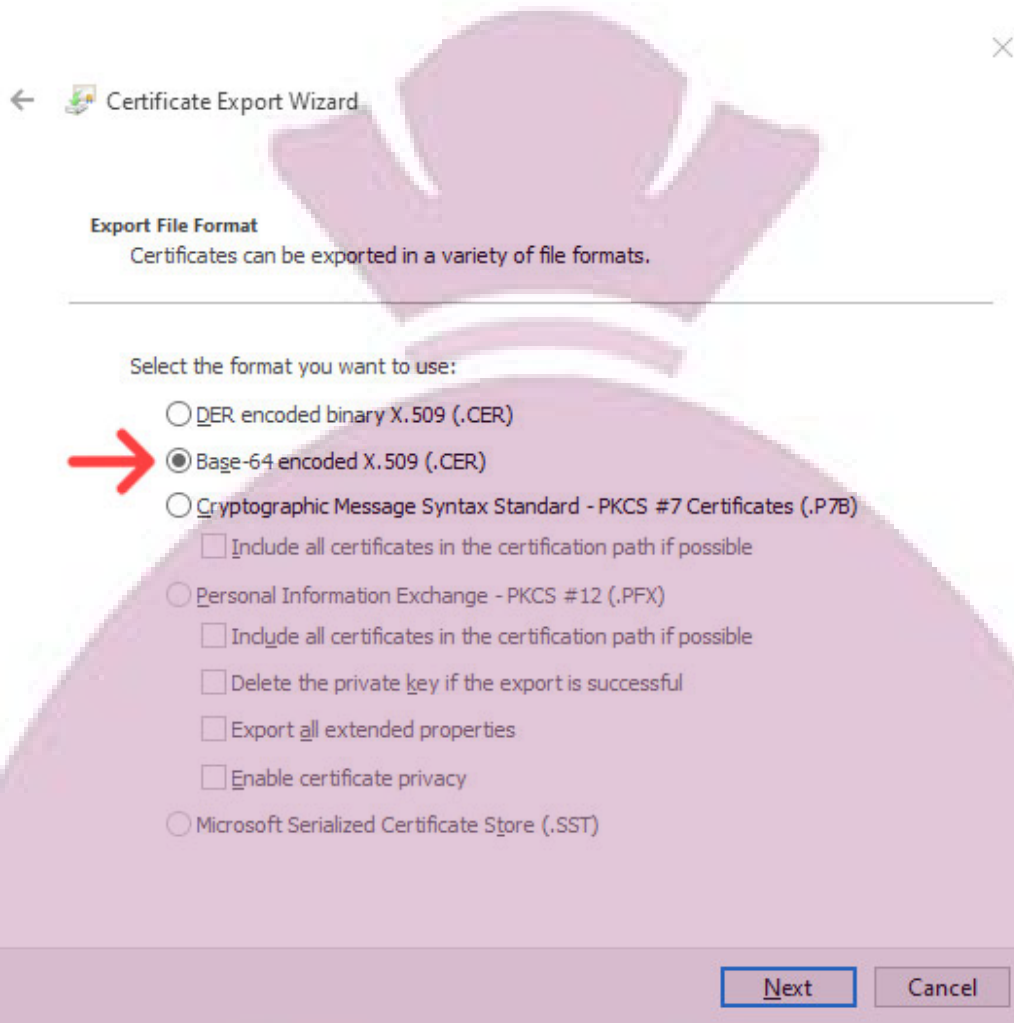 Certificate Export Wizard
Export File Format
Certificates can be exported in a variety of file formats.
Select the format you want to use:
DER encoded binary X.509 (.CER)
Base-64 encoded X.509 (.CER)
Cryptographic Message Syntax Standard - PKCS #7 Certificates (.P7B)
Include all certificates in the certification path if possible
Personal Information Exchange - PKCS #12 (.PFX)
Include all certificates in the certification path if possible
Delete the private key if the export is successful
Export all extended properties
Enable certificate privacy
Microsoft Serialized Certificate Store (.SST)
Next Cancel